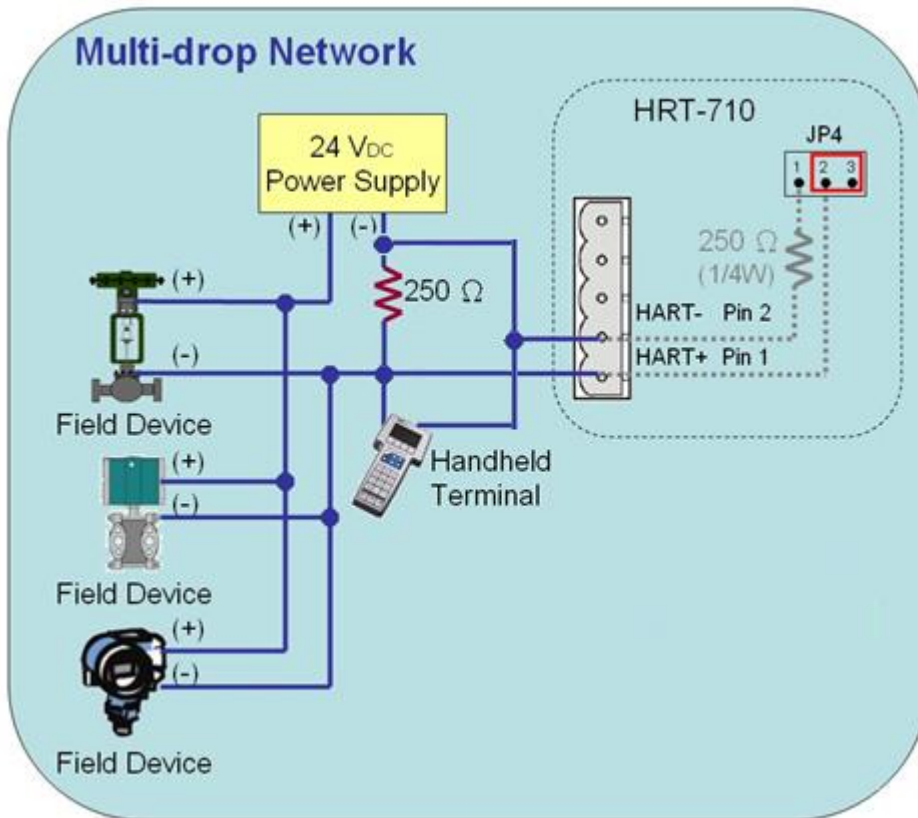 Multi-drop Network
HRT-710
JP4
1 2 3
24 VDC
Power Supply
(+) (-)
250 Ω
250 Ω
(1/4W)
HART- Pin 2
HART+ Pin 1
(+)
(-)
Field Device
Handheld
Terminal
(+)
(-)
Field Device
(+)
(-)
Field Device